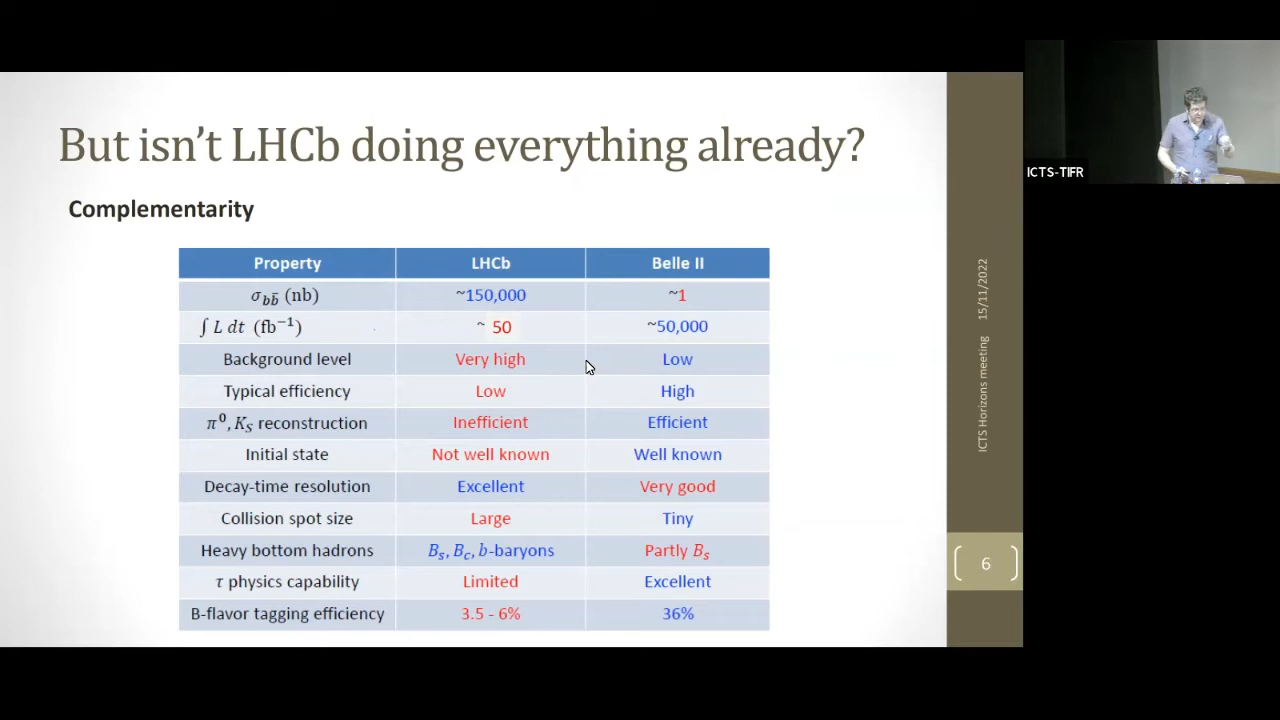 But isn't LHCb doing everything already?
Complementarity
Property LHCb Belle II
σ_{bb̄} (nb) ~150,000 ~1
∫ L dt (fb⁻¹) ~ 50 ~50,000
Background level Very high Low
Typical efficiency Low High
π⁰, K_S reconstruction Inefficient Efficient
Initial state Not well known Well known
Decay-time resolution Excellent Very good
Collision spot size Large Tiny
Heavy bottom hadrons B_s, B_c, b-baryons Partly B_s
τ physics capability Limited Excellent
B-flavor tagging efficiency 3.5 - 6% 36%
ICTS Horizons meeting 15/11/2022
6
ICTS-TIFR